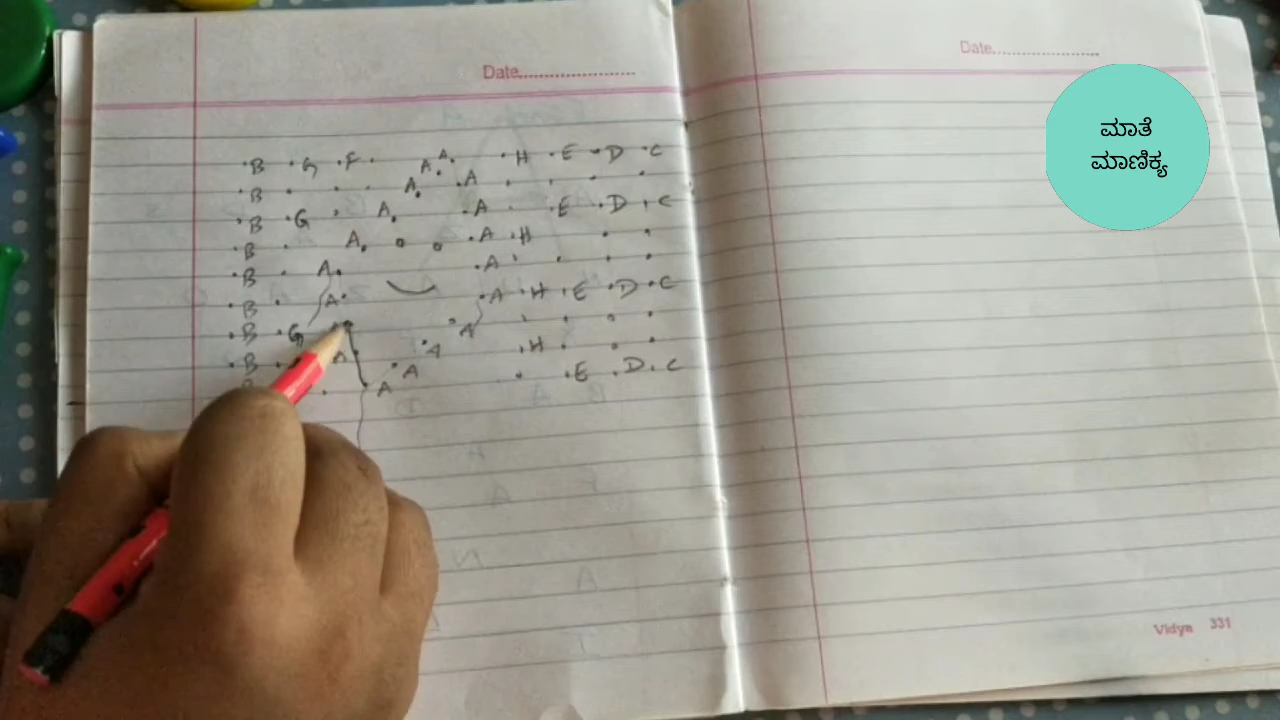 Date
Date
ಮಾತೆ
ಮಾಣಿಕ್ಯ
B G F A A H E D C
B A A
B G A A E D C
B A A H
B A A
B A A H E D C
B G A
B A A H
A A E D C
Vidya 331